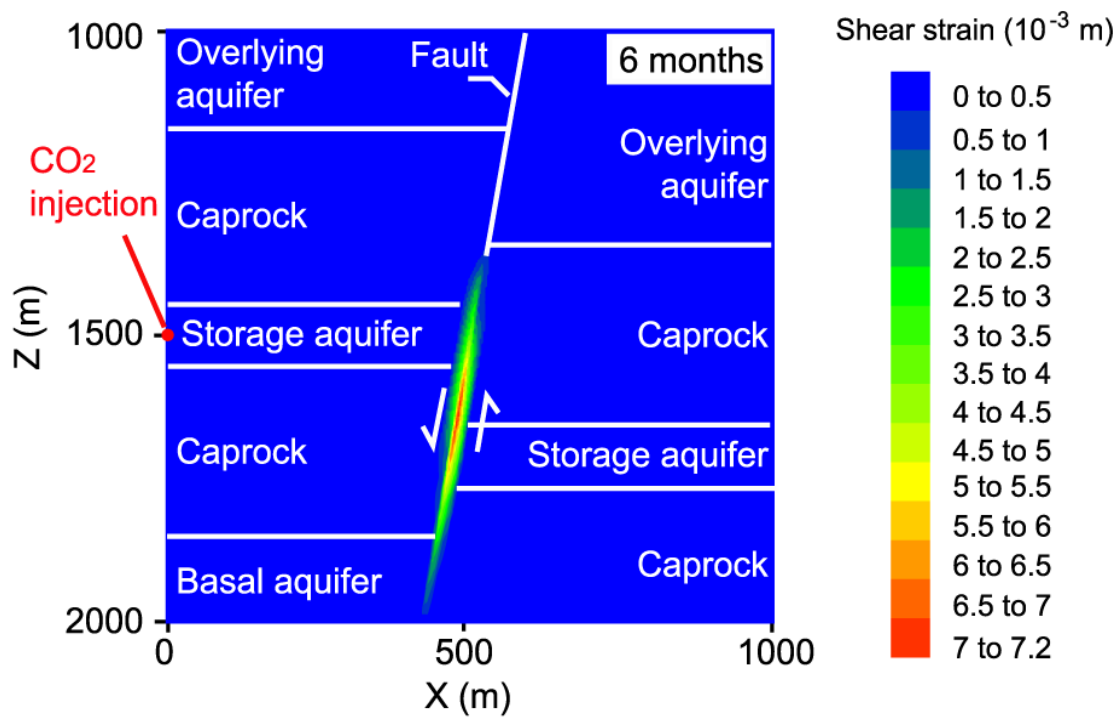 1000
Overlying
aquifer
Fault
6 months
Shear strain (10⁻³ m)
0 to 0.5
0.5 to 1
1 to 1.5
1.5 to 2
2 to 2.5
2.5 to 3
3 to 3.5
3.5 to 4
4 to 4.5
4.5 to 5
5 to 5.5
5.5 to 6
6 to 6.5
6.5 to 7
7 to 7.2
CO₂
injection
Overlying
aquifer
Caprock
Z (m)
1500
Storage aquifer
Caprock
Caprock
Storage aquifer
Basal aquifer
Caprock
2000
0
500
1000
X (m)